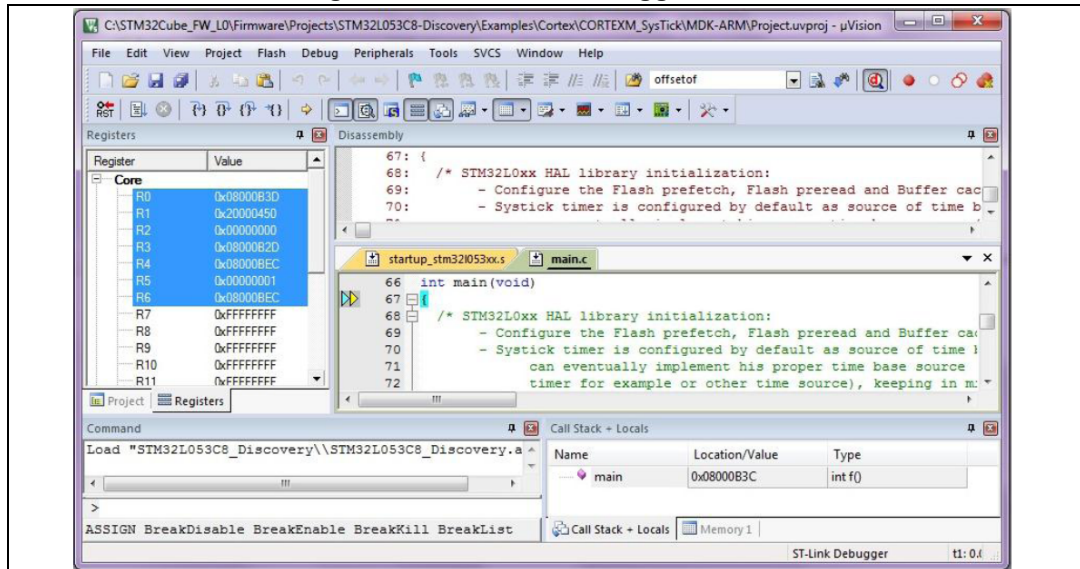 C:\STM32Cube_FW_L0\Firmware\Projects\STM32L053C8-Discovery\Examples\Cortex\CORTEXM_SysTick\MDK-ARM\Project.uvproj - µVision
File Edit View Project Flash Debug Peripherals Tools SVCS Window Help
offsetof
RST
Registers
Register Value
Core
R0 0x08000B3D
R1 0x20000450
R2 0x00000000
R3 0x08000B2D
R4 0x08000BEC
R5 0x00000001
R6 0x08000BEC
R7 0xFFFFFFFF
R8 0xFFFFFFFF
R9 0xFFFFFFFF
R10 0xFFFFFFFF
R11 0xFFFFFFFF
Project Registers
Disassembly
67: {
68: /* STM32L0xx HAL library initialization:
69: - Configure the Flash prefetch, Flash preread and Buffer cac
70: - Systick timer is configured by default as source of time b
startup_stm32l053xx.s main.c
66 int main(void)
67 {
68 /* STM32L0xx HAL library initialization:
69 - Configure the Flash prefetch, Flash preread and Buffer cac
70 - Systick timer is configured by default as source of time
71 can eventually implement his proper time base source
72 timer for example or other time source), keeping in
Command
Load "STM32L053C8_Discovery\\STM32L053C8_Discovery.a
>
ASSIGN BreakDisable BreakEnable BreakKill BreakList
Call Stack + Locals
Name Location/Value Type
main 0x08000B3C int f()
Call Stack + Locals Memory 1
ST-Link Debugger t1: 0.